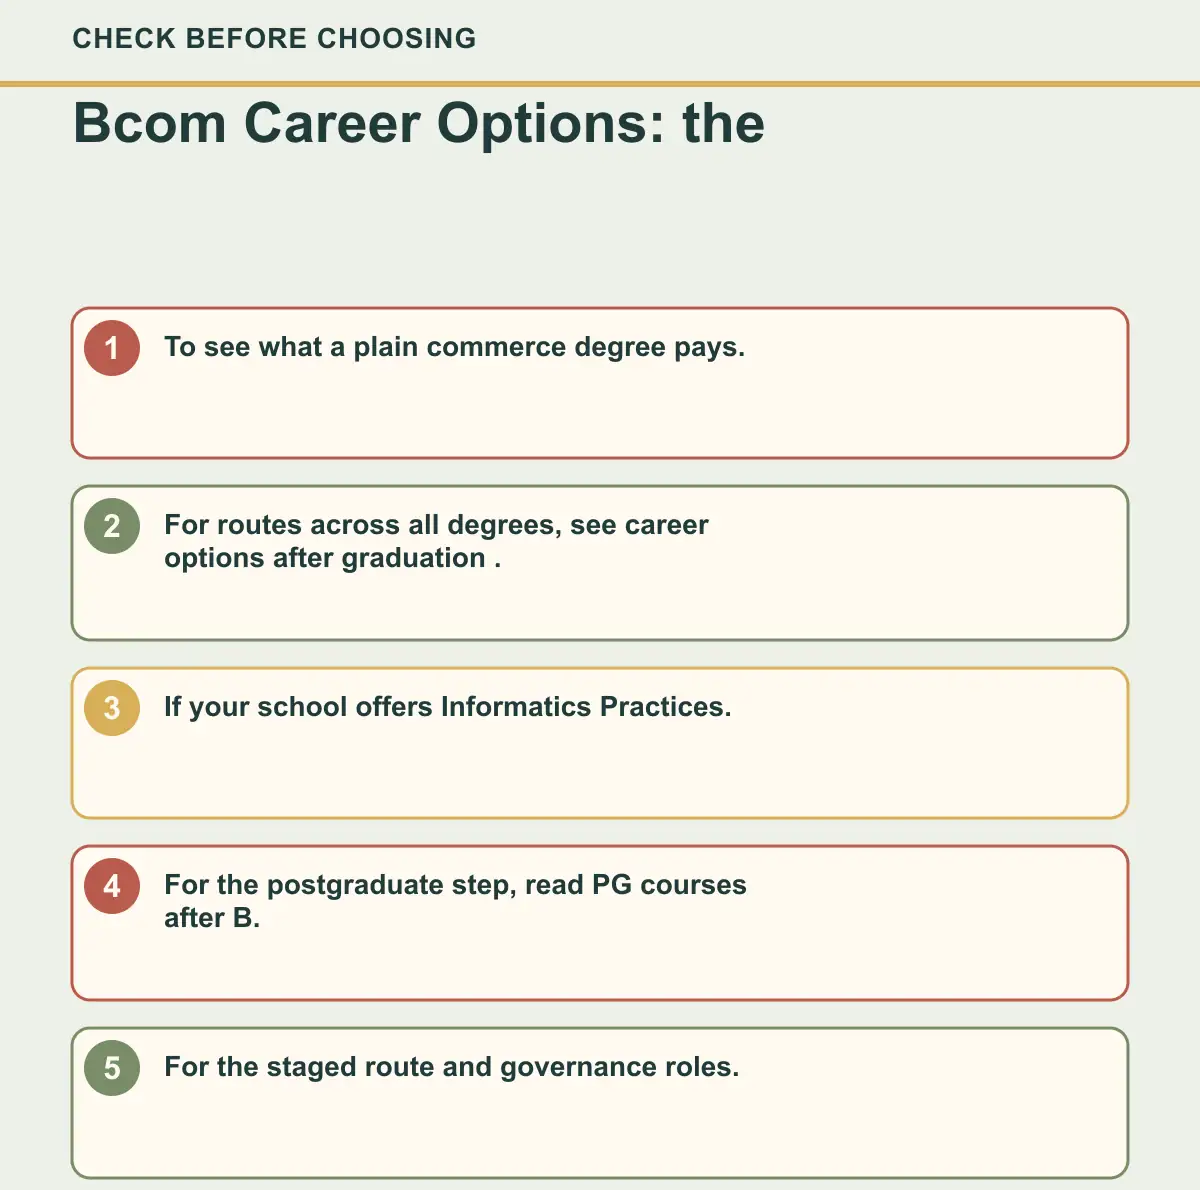 CHECK BEFORE CHOOSING
Bcom Career Options: the
1
To see what a plain commerce degree pays.
2
For routes across all degrees, see career
options after graduation .
3
If your school offers Informatics Practices.
4
For the postgraduate step, read PG courses
after B.
5
For the staged route and governance roles.